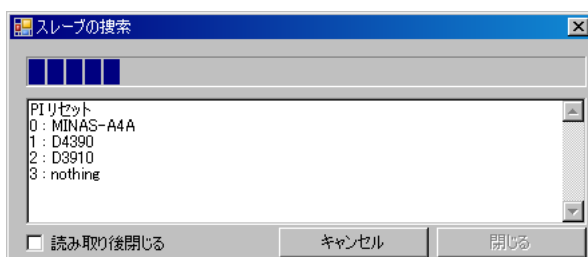 スレーブの捜索
PIリセット
0 : MINAS-A4A
1 : D4390
2 : D3910
3 : nothing
読み取り後閉じる
キャンセル
閉じる